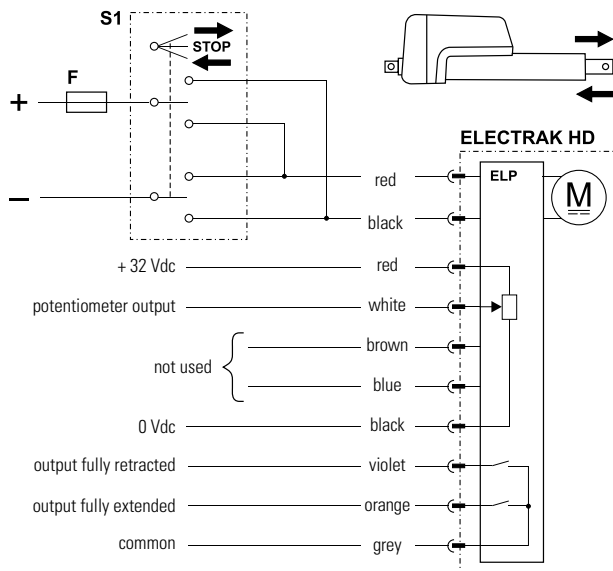 S1
STOP
F
+
–
ELECTRAK HD
ELP
M
red
black
+ 32 Vdc red
potentiometer output white
not used
brown
blue
0 Vdc black
output fully retracted violet
output fully extended orange
common grey